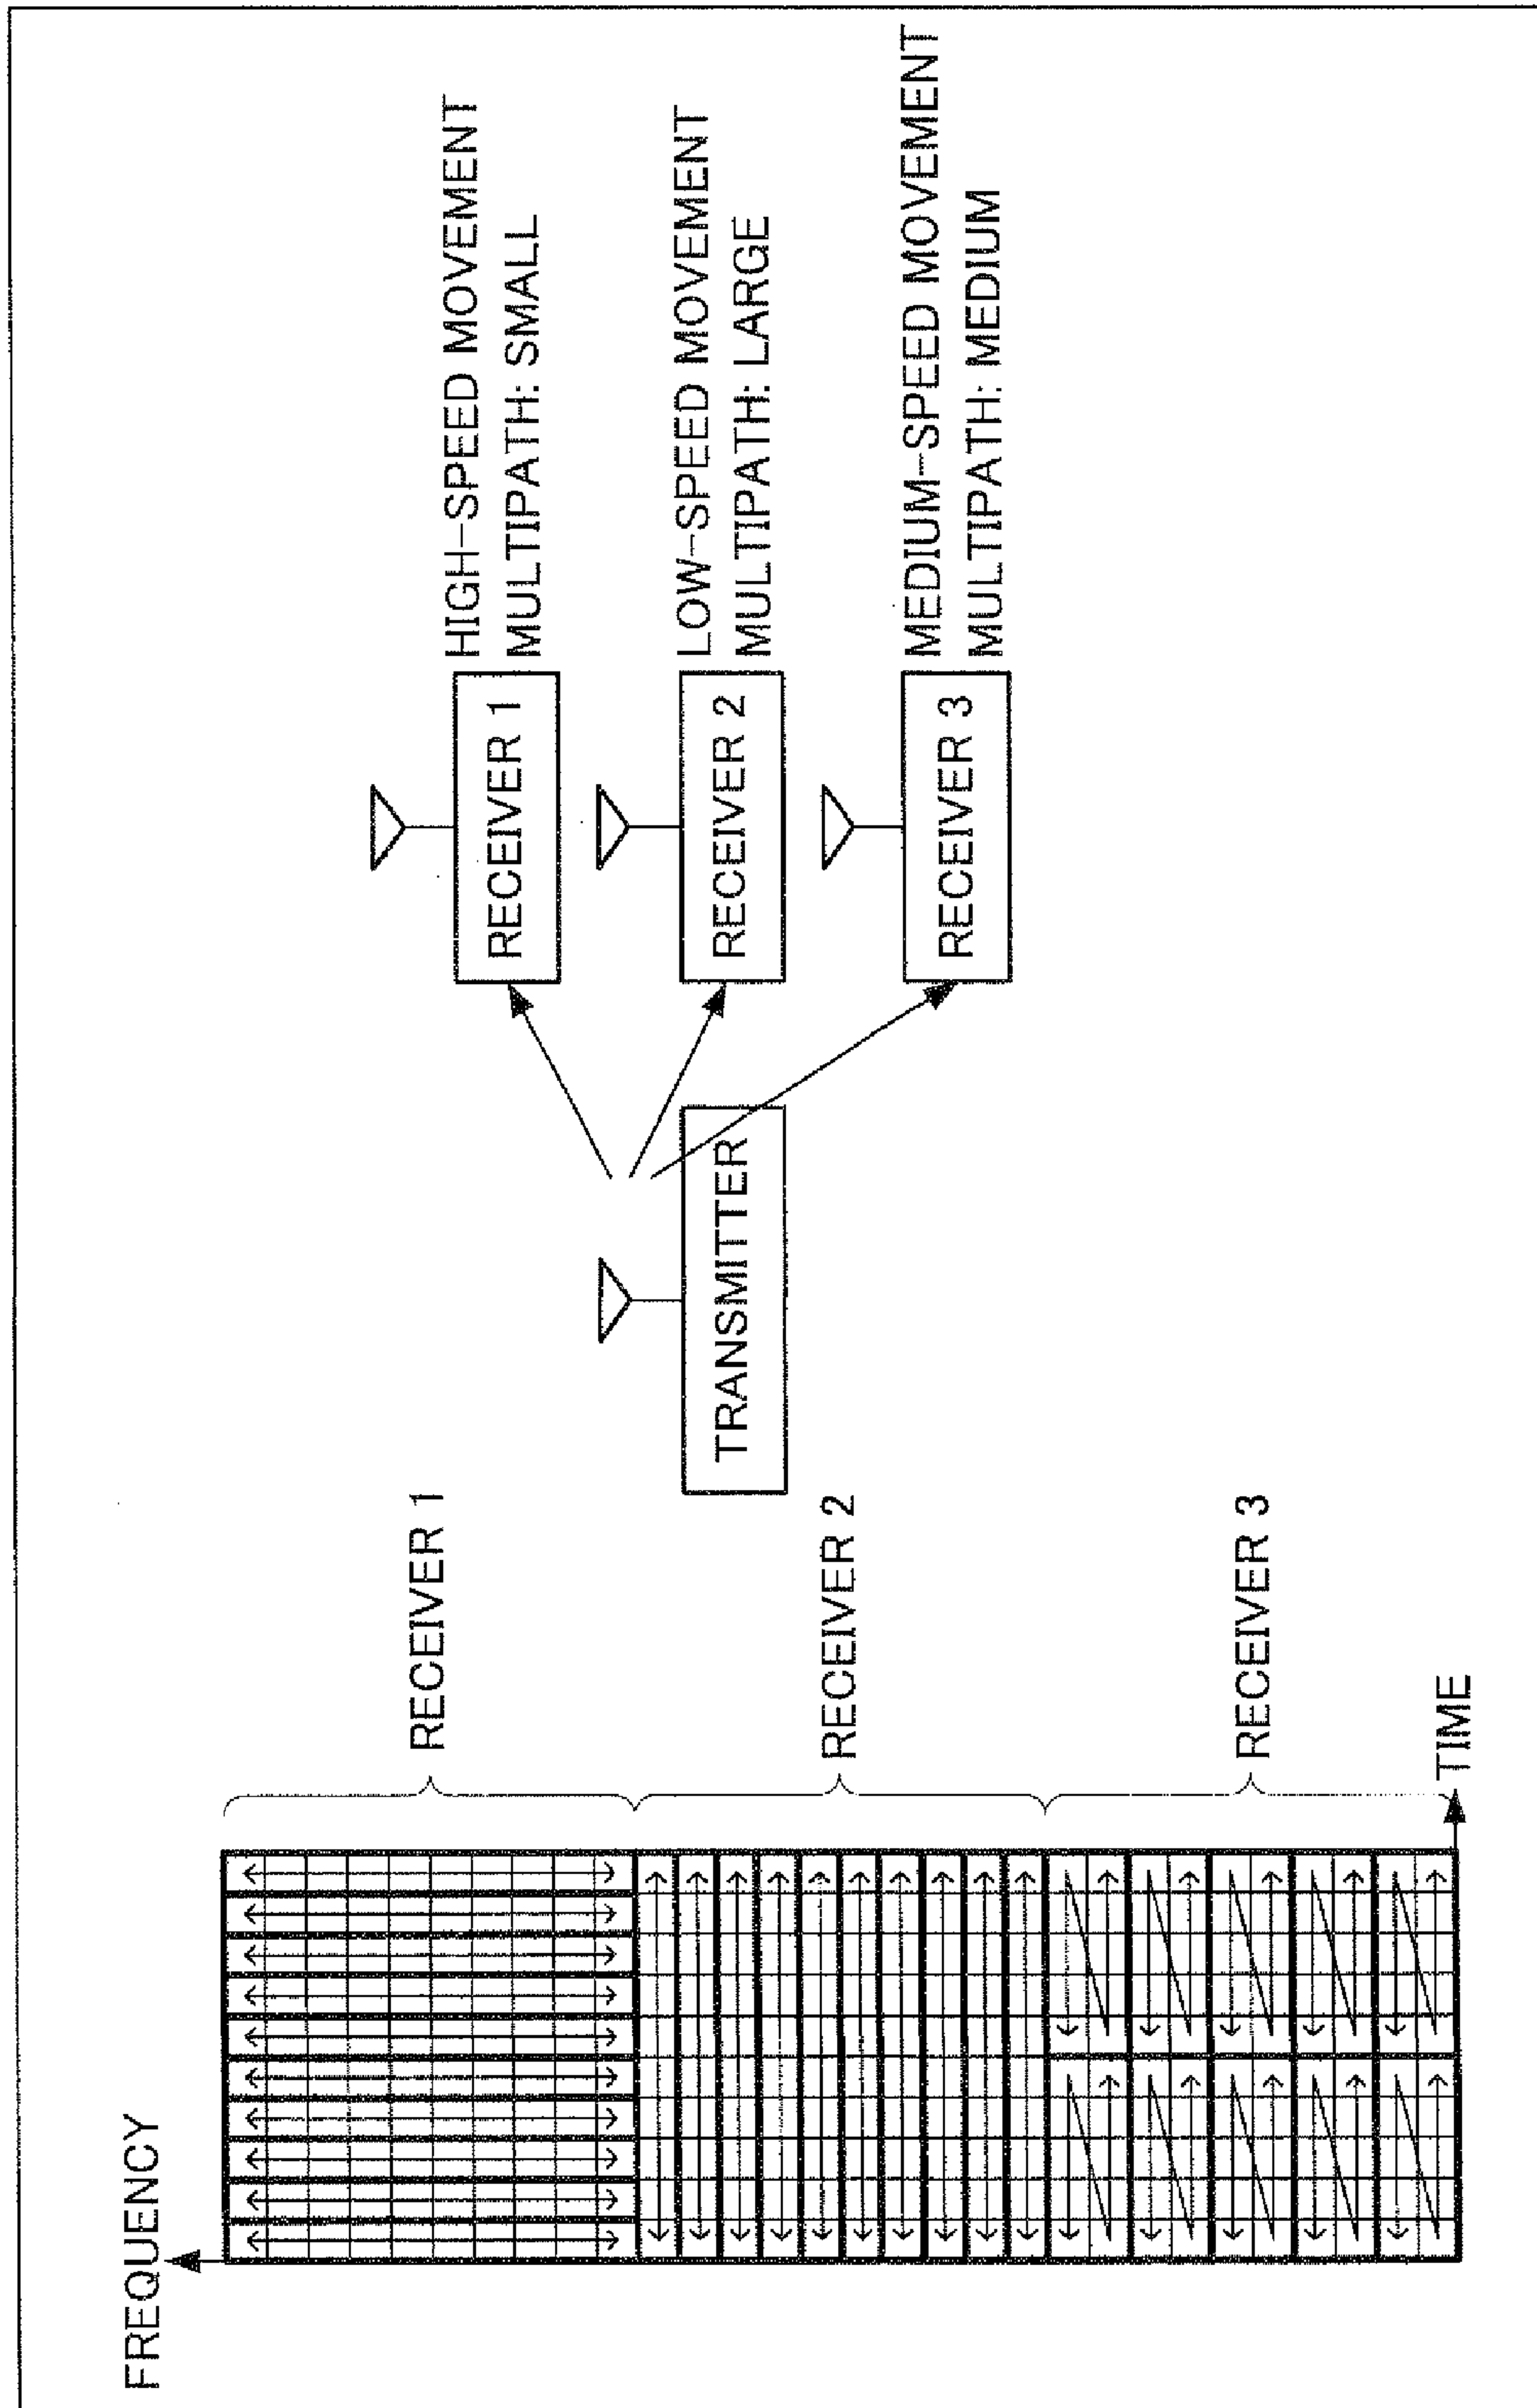 FREQUENCY
RECEIVER 1
RECEIVER 2
RECEIVER 3
TIME
TRANSMITTER
RECEIVER 1
HIGH-SPEED MOVEMENT
MULTIPATH: SMALL
RECEIVER 2
LOW-SPEED MOVEMENT
MULTIPATH: LARGE
RECEIVER 3
MEDIUM-SPEED MOVEMENT
MULTIPATH: MEDIUM